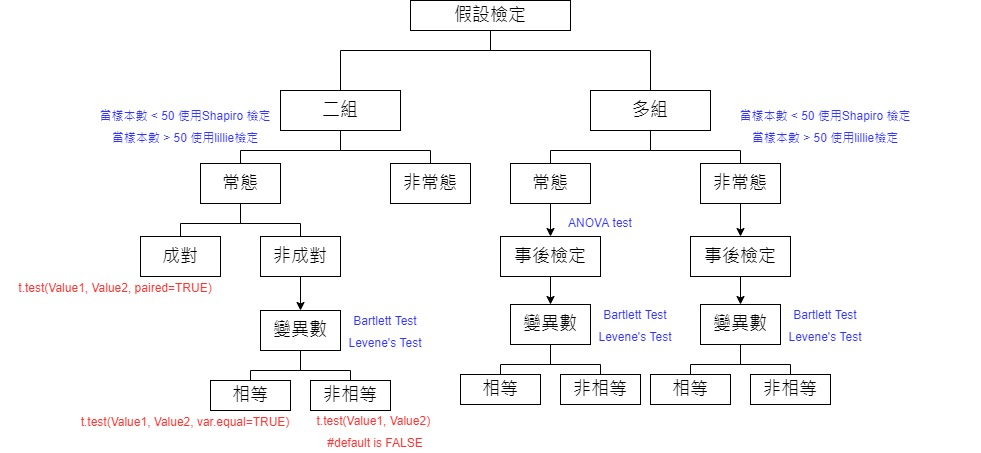 假設檢定
二組
多組
當樣本數 < 50 使用Shapiro 檢定
當樣本數 > 50 使用lillie檢定
當樣本數 < 50 使用Shapiro 檢定
當樣本數 > 50 使用lillie檢定
常態
非常態
常態
非常態
ANOVA test
成對
非成對
事後檢定
事後檢定
t.test(Value1, Value2, paired=TRUE)
變異數
Bartlett Test
Levene's Test
變異數
Bartlett Test
Levene's Test
變異數
Bartlett Test
Levene's Test
相等
非相等
相等
非相等
相等
非相等
t.test(Value1, Value2, var.equal=TRUE)
t.test(Value1, Value2)
#default is FALSE